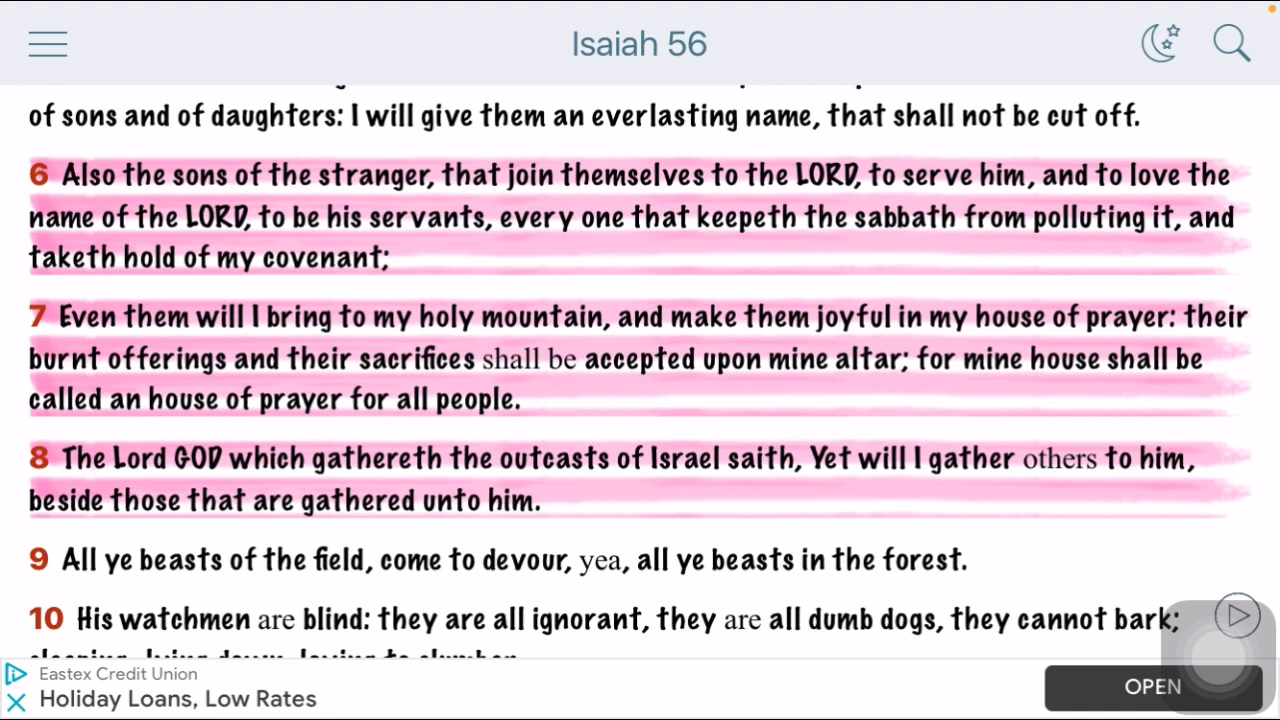 Isaiah 56
of sons and of daughters: I will give them an everlasting name, that shall not be cut off.
6 Also the sons of the stranger, that join themselves to the LORD, to serve him, and to love the
name of the LORD, to be his servants, every one that keepeth the sabbath from polluting it, and
taketh hold of my covenant;
7 Even them will I bring to my holy mountain, and make them joyful in my house of prayer: their
burnt offerings and their sacrifices shall be accepted upon mine altar; for mine house shall be
called an house of prayer for all people.
8 The Lord GOD which gathereth the outcasts of Israel saith, Yet will I gather others to him,
beside those that are gathered unto him.
9 All ye beasts of the field, come to devour, yea, all ye beasts in the forest.
10 His watchmen are blind: they are all ignorant, they are all dumb dogs, they cannot bark;
sleeping, lying down, loving to slumber.
Eastex Credit Union
Holiday Loans, Low Rates
OPEN